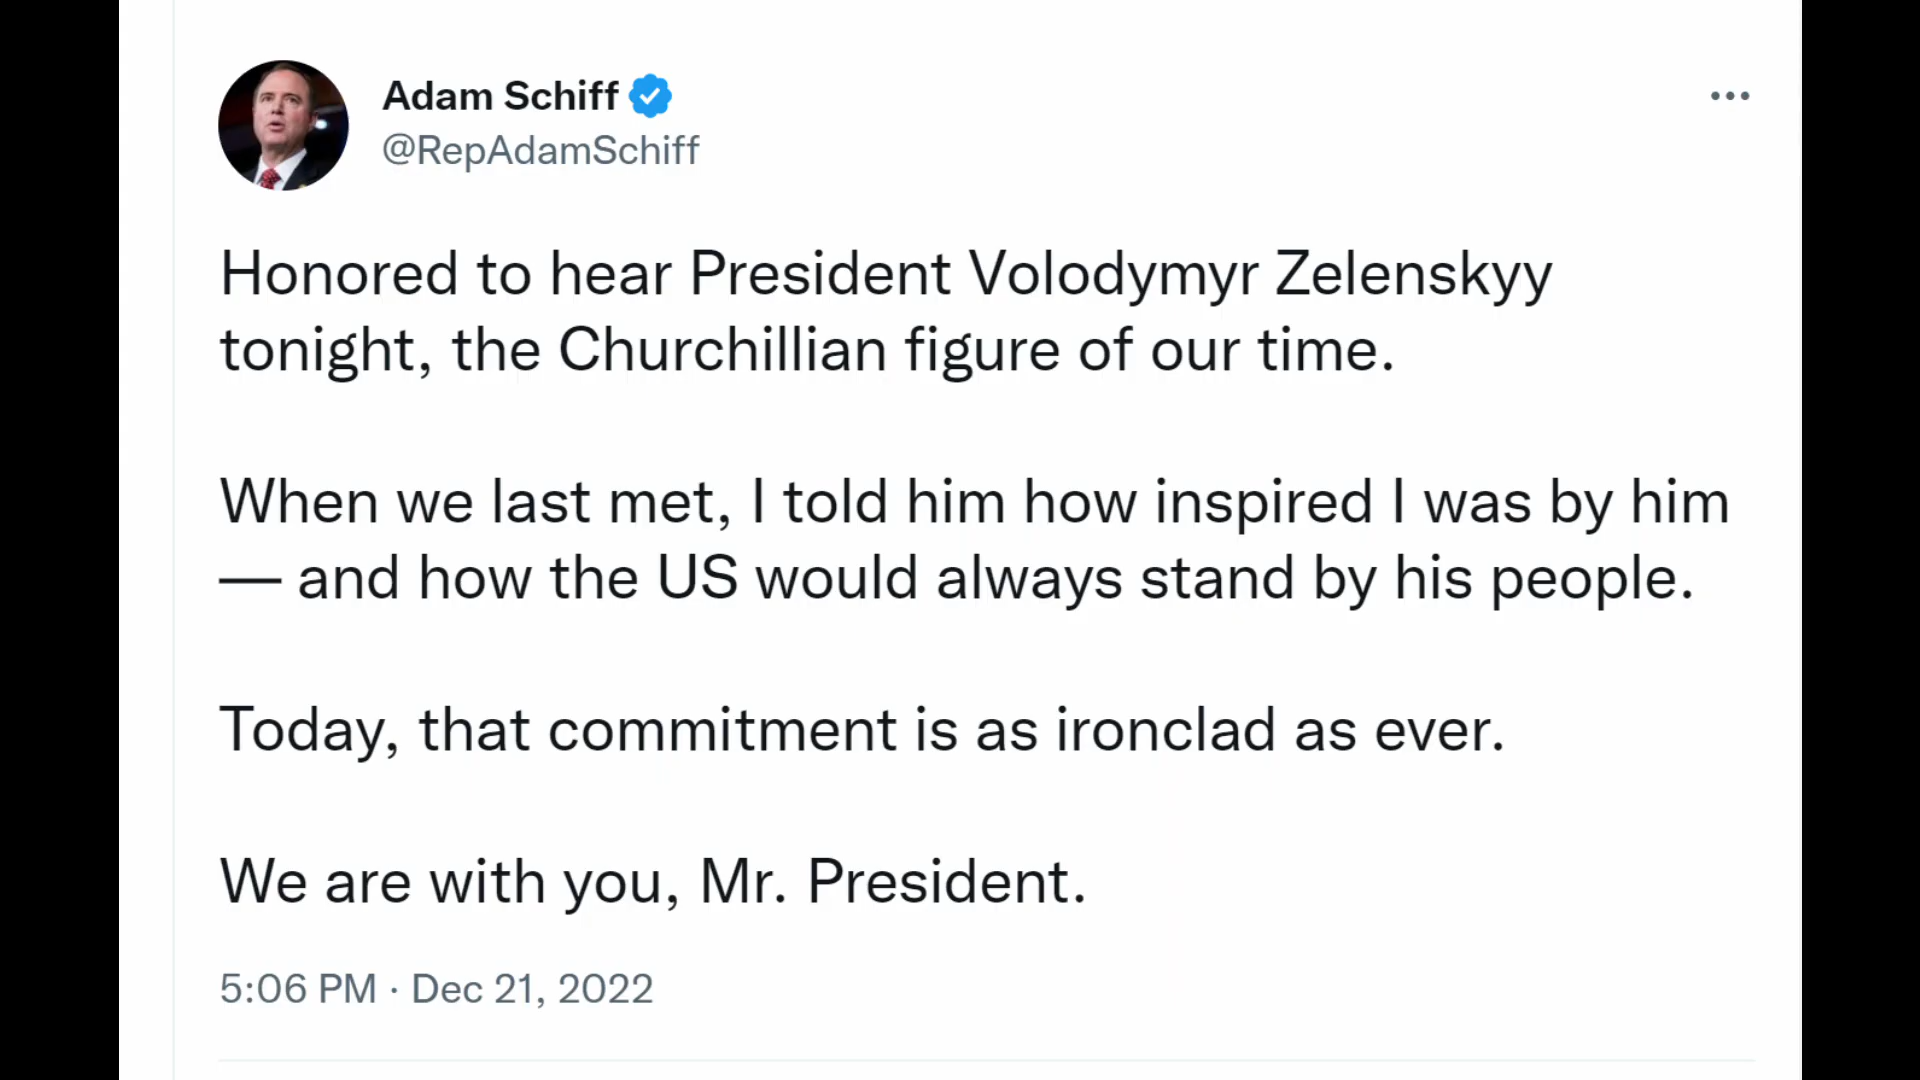 Adam Schiff
@RepAdamSchiff
Honored to hear President Volodymyr Zelenskyy
tonight, the Churchillian figure of our time.
When we last met, I told him how inspired I was by him
— and how the US would always stand by his people.
Today, that commitment is as ironclad as ever.
We are with you, Mr. President.
5:06 PM · Dec 21, 2022